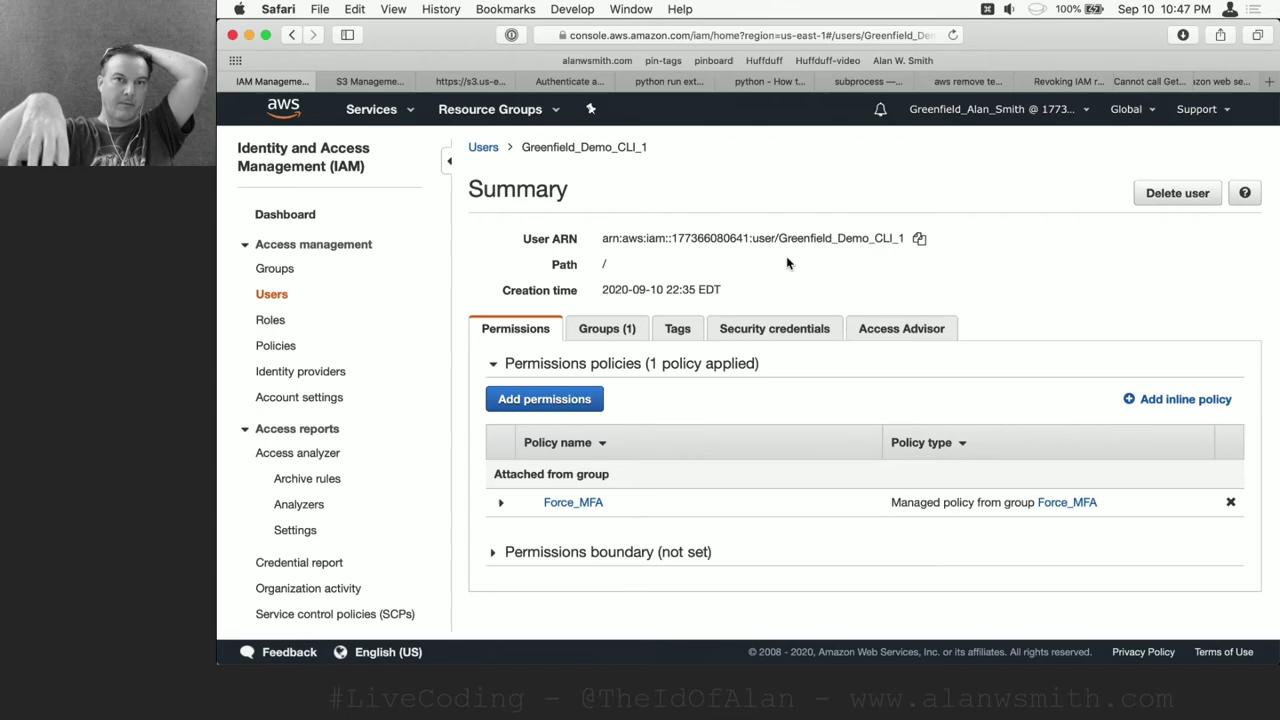 Safari File Edit View History Bookmarks Develop Window Help 100% Sep 10 10:47 PM
console.aws.amazon.com/iam/home?region=us-east-1#/users/Greenfield_De
alanwsmith.com pin-tags pinboard Huffduff Huffduff-video Alan W. Smith
IAM Manageme... S3 Manageme... https://s3.us-e... Authenticate a... python run ext... python - How t... subprocess —... aws remove te... Revoking IAM r... Cannot call Get... zon web se...
aws Services Resource Groups Greenfield_Alan_Smith @ 1773... Global Support
Identity and Access
Management (IAM)
Dashboard
Access management
Groups
Users
Roles
Policies
Identity providers
Account settings
Access reports
Access analyzer
Archive rules
Analyzers
Settings
Credential report
Organization activity
Service control policies (SCPs)
Users > Greenfield_Demo_CLI_1
Summary
Delete user ?
User ARN arn:aws:iam::177366080641:user/Greenfield_Demo_CLI_1
Path /
Creation time 2020-09-10 22:35 EDT
Permissions Groups (1) Tags Security credentials Access Advisor
Permissions policies (1 policy applied)
Add permissions Add inline policy
Policy name Policy type
Attached from group
Force_MFA Managed policy from group Force_MFA
Permissions boundary (not set)
Feedback English (US) © 2008 - 2020, Amazon Web Services, Inc. or its affiliates. All rights reserved. Privacy Policy Terms of Use
#LiveCoding - @TheIdOfAlan - www.alanwsmith.com